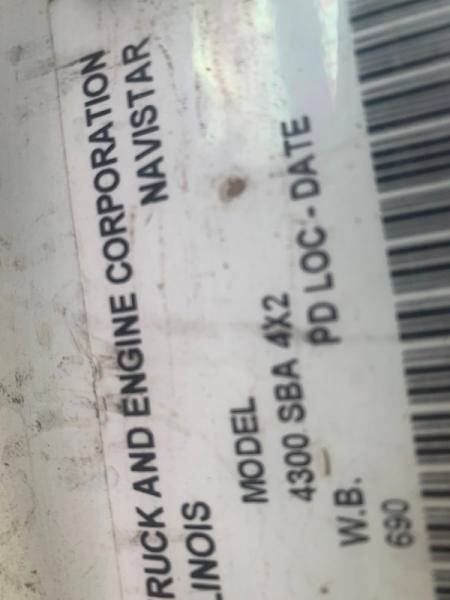 RUCK AND ENGINE CORPORATION
LINOIS NAVISTAR
MODEL
4300 SBA 4X2
W.B. PD LOC - DATE
690